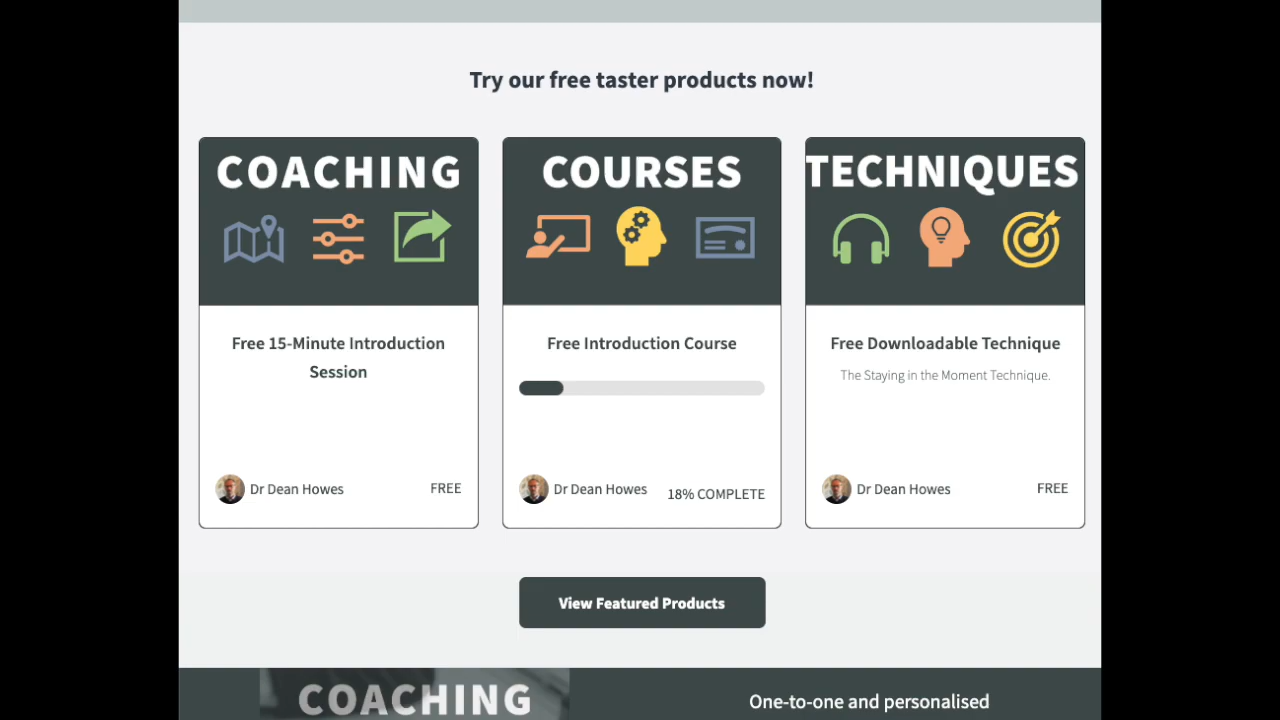 Try our free taster products now!
COACHING
Free 15-Minute Introduction
Session
Dr Dean Howes
FREE
COURSES
Free Introduction Course
Dr Dean Howes
18% COMPLETE
TECHNIQUES
Free Downloadable Technique
The Staying in the Moment Technique.
Dr Dean Howes
FREE
View Featured Products
COACHING
One-to-one and personalised